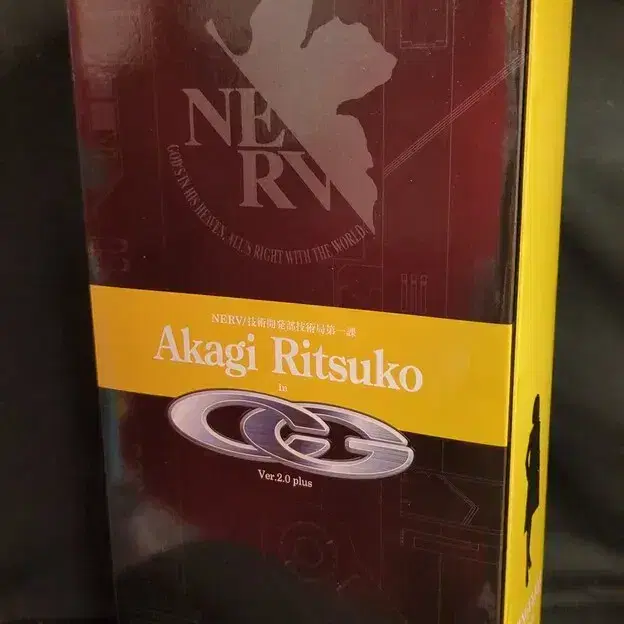 NERV
GOD'S IN HIS HEAVEN, ALL'S RIGHT WITH THE WORLD.
NERV/技術開発部技術局第一課
Akagi Ritsuko
In
CG
Ver.2.0 plus